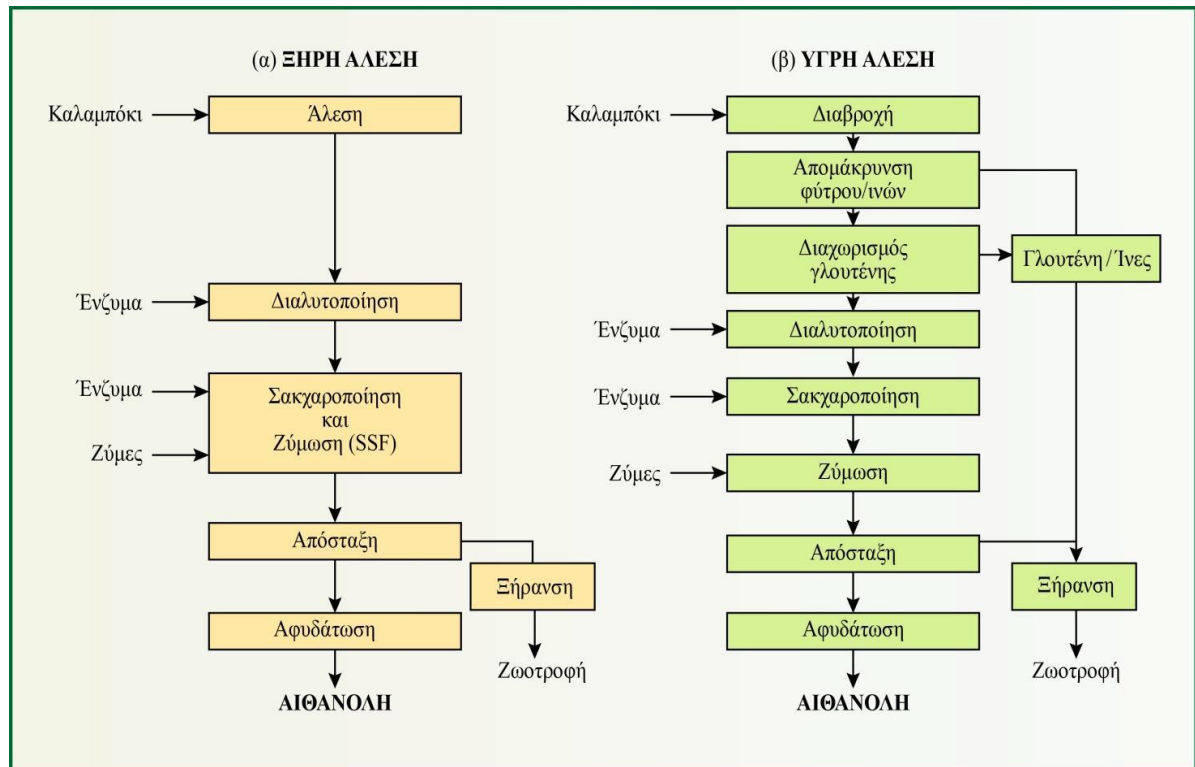 (α) ΞΗΡΗ ΑΛΕΣΗ
Καλαμπόκι
Άλεση
Ένζυμα
Διαλυτοποίηση
Ένζυμα
Ζύμες
Σακχαροποίηση
και
Ζύμωση (SSF)
Απόσταξη
Ξήρανση
Αφυδάτωση
Ζωοτροφή
ΑΙΘΑΝΟΛΗ
(β) ΥΓΡΗ ΑΛΕΣΗ
Καλαμπόκι
Διαβροχή
Απομάκρυνση
φύτρου/ινών
Διαχωρισμός
γλουτένης
Γλουτένη / Ίνες
Ένζυμα
Διαλυτοποίηση
Ένζυμα
Σακχαροποίηση
Ζύμες
Ζύμωση
Απόσταξη
Ξήρανση
Αφυδάτωση
Ζωοτροφή
ΑΙΘΑΝΟΛΗ